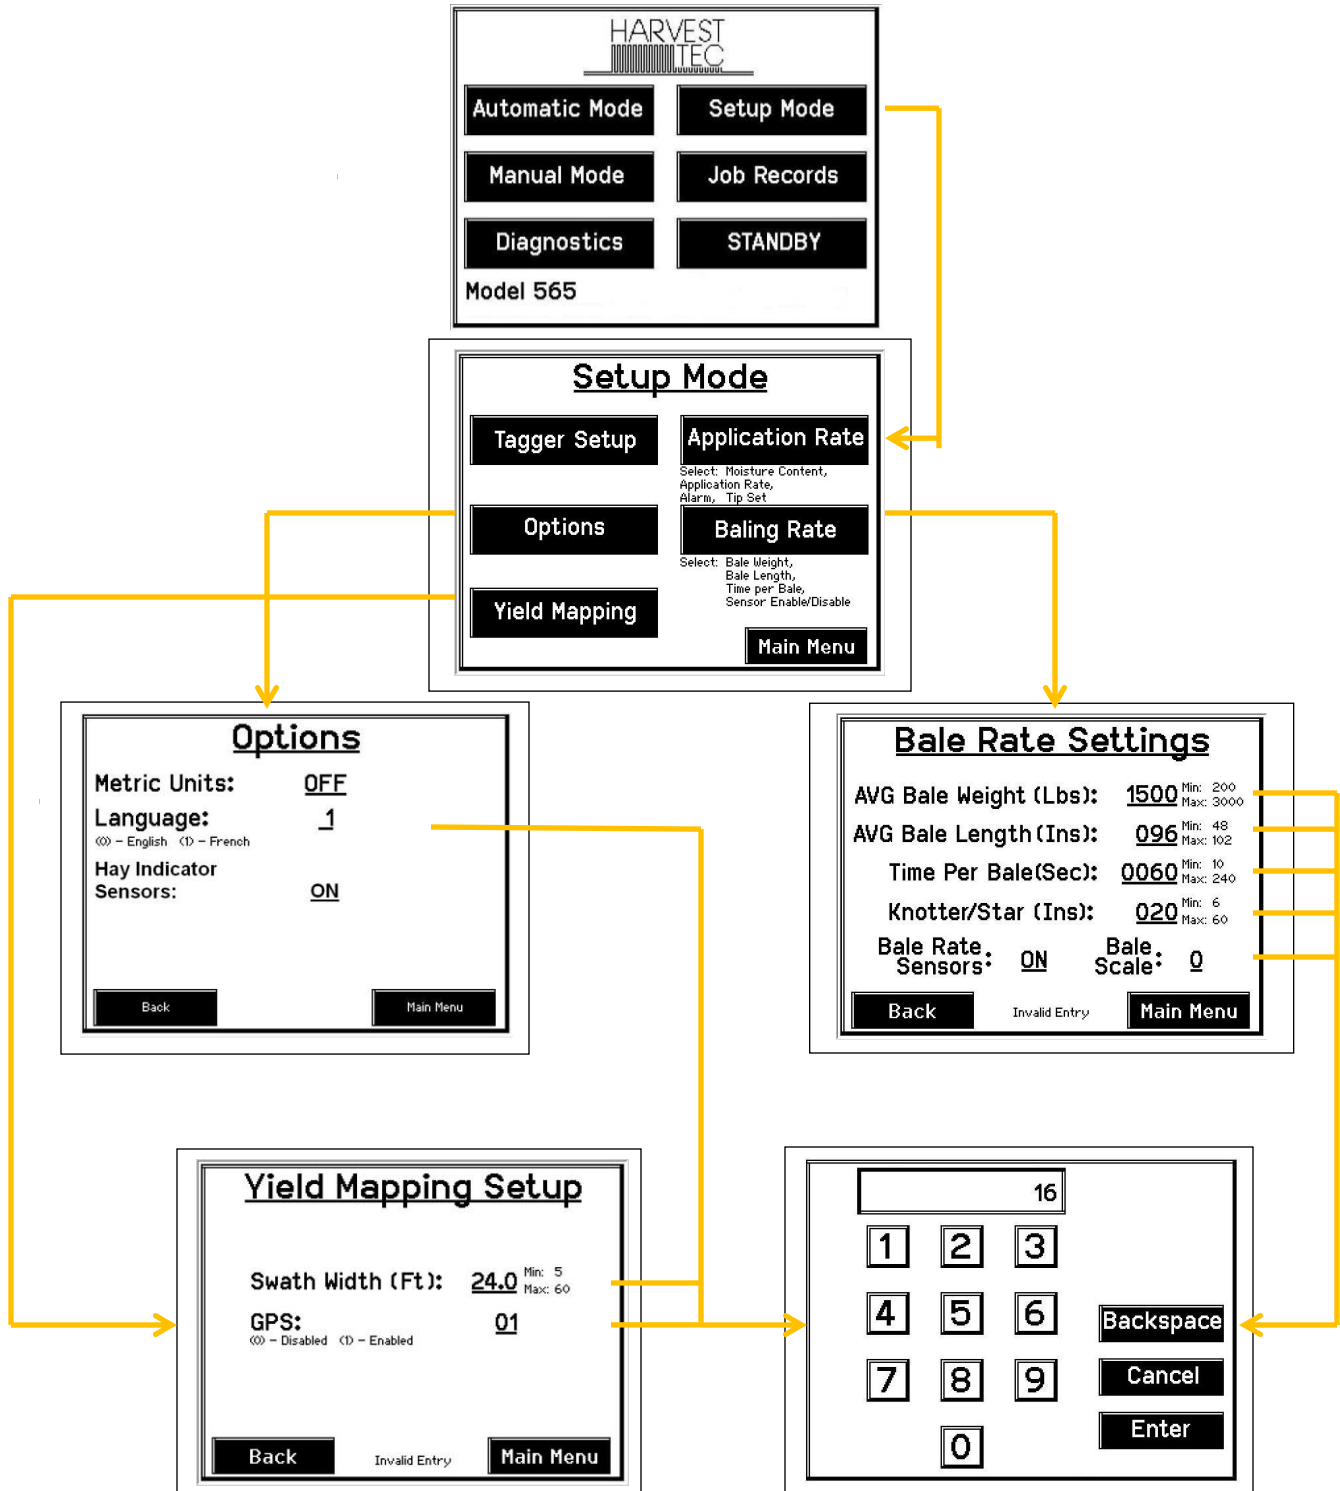 HARVEST
TEC
Automatic Mode
Setup Mode
Manual Mode
Job Records
Diagnostics
STANDBY
Model 565
Setup Mode
Tagger Setup
Application Rate
Select: Moisture Content,
Application Rate,
Alarm, Tip Set
Options
Baling Rate
Select: Bale Weight,
Bale Length,
Time per Bale,
Sensor Enable/Disable
Yield Mapping
Main Menu
Options
Metric Units: OFF
Language: 1
(0) - English (1) - French
Hay Indicator
Sensors: ON
Back
Main Menu
Bale Rate Settings
AVG Bale Weight (Lbs): 1500 Min: 200
Max: 3000
AVG Bale Length (Ins): 096 Min: 48
Max: 102
Time Per Bale(Sec): 0060 Min: 10
Max: 240
Knotter/Star (Ins): 020 Min: 6
Max: 60
Bale Rate
Sensors: ON
Bale
Scale: 0
Back
Invalid Entry
Main Menu
Yield Mapping Setup
Swath Width (Ft): 24.0 Min: 5
Max: 60
GPS: 01
(0) - Disabled (1) - Enabled
Back
Invalid Entry
Main Menu
16
1 2 3
4 5 6
7 8 9
0
Backspace
Cancel
Enter